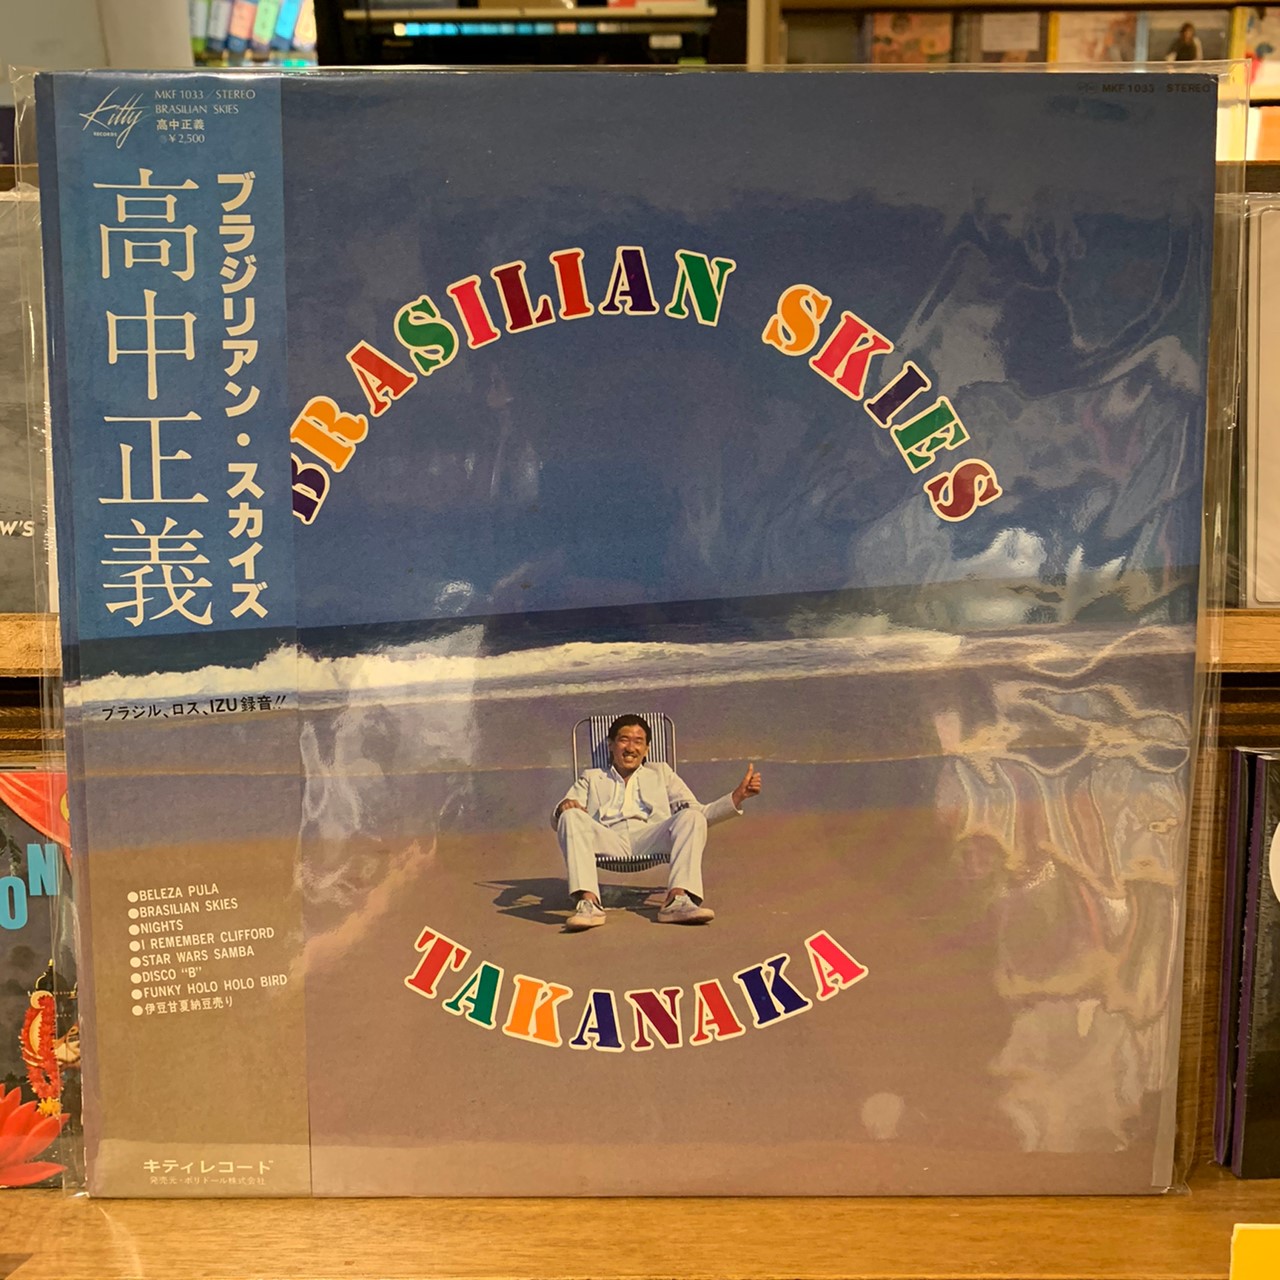 Kitty
RECORDS
MKF 1033/STEREO
BRASILIAN SKIES
高中正義
¥2,500
ブラジリアン・スカイズ
高中正義
MKF 1033 STEREO
BRASILIAN SKIES
ブラジル、ロス、IZU録音!!
●BELEZA PULA
●BRASILIAN SKIES
●NIGHTS
●I REMEMBER CLIFFORD
●STAR WARS SAMBA
●DISCO “B”
●FUNKY HOLO HOLO BIRD
●伊豆甘夏納豆売り
TAKANAKA
キティレコード
発売元・ポリドール株式会社
W'S
ON